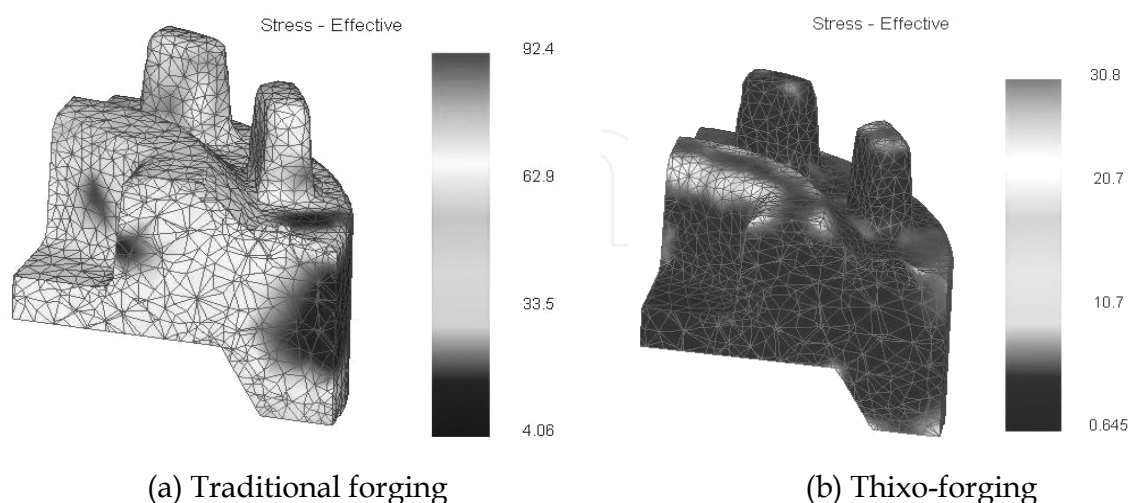 Stress - Effective
92.4
62.9
33.5
4.06
(a) Traditional forging
Stress - Effective
30.8
20.7
10.7
0.645
(b) Thixo-forging